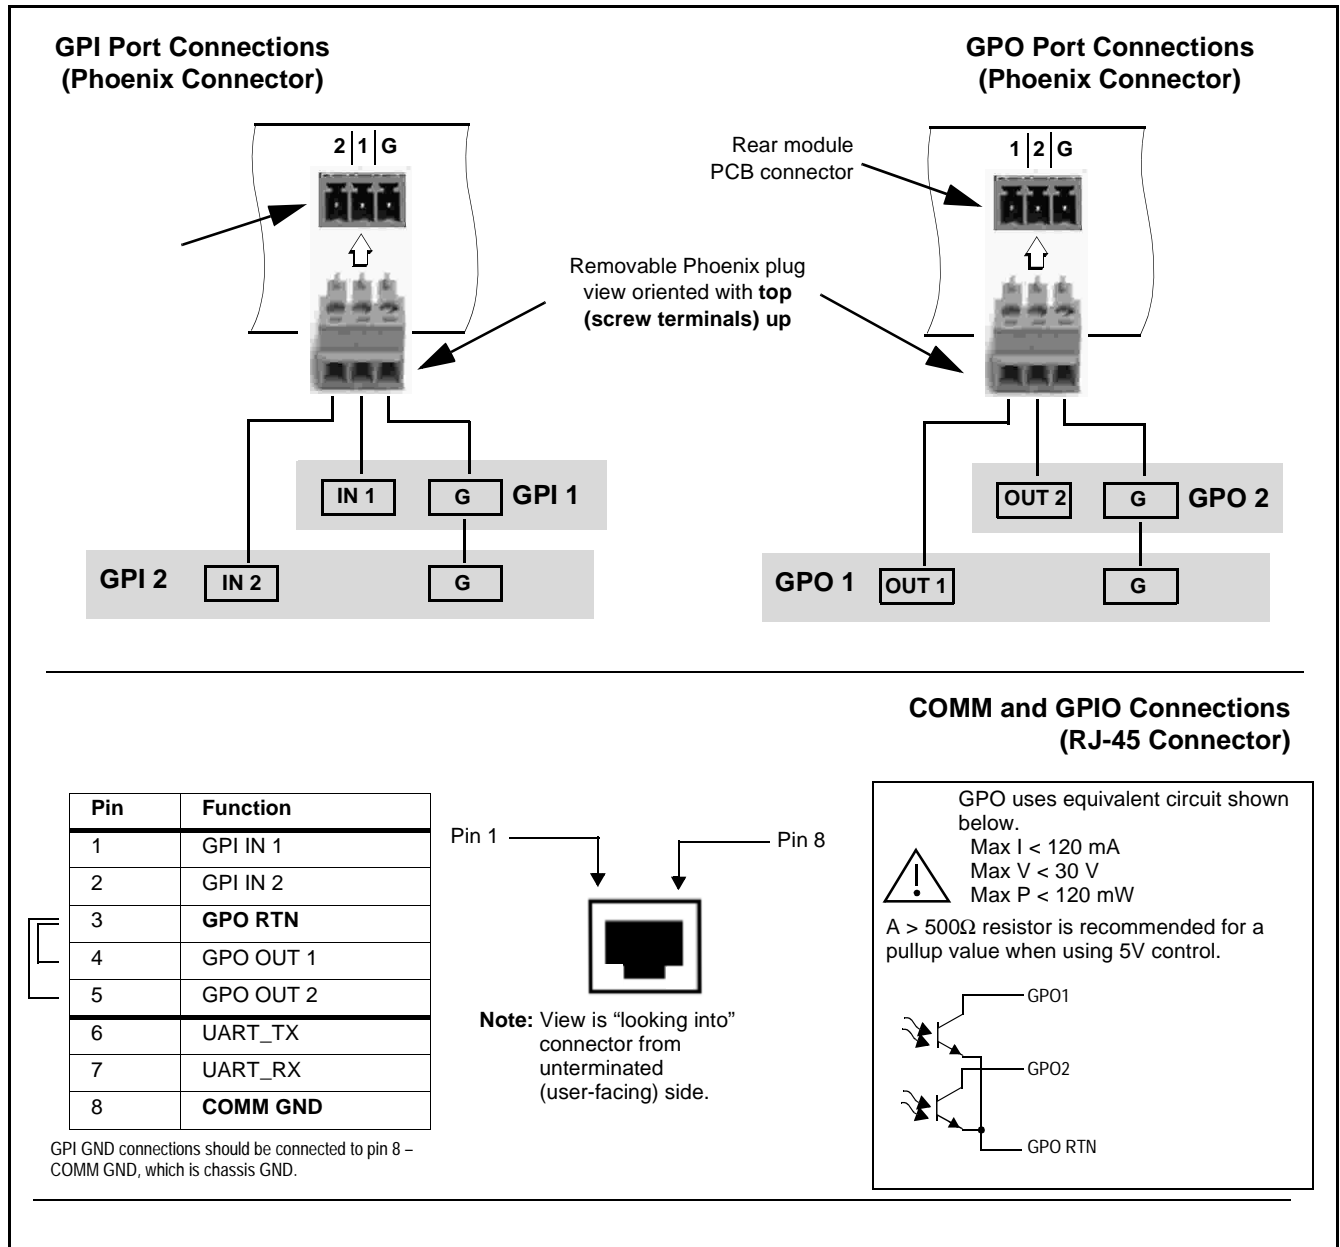 GPI Port Connections
(Phoenix Connector)
GPO Port Connections
(Phoenix Connector)
2 1 G
Rear module
PCB connector
1 2 G
Removable Phoenix plug
view oriented with top
(screw terminals) up
IN 1 G GPI 1
GPI 2 IN 2 G
OUT 2 G GPO 2
GPO 1 OUT 1 G
COMM and GPIO Connections
(RJ-45 Connector)
Pin Function
1 GPI IN 1
2 GPI IN 2
3 GPO RTN
4 GPO OUT 1
5 GPO OUT 2
6 UART_TX
7 UART_RX
8 COMM GND
GPI GND connections should be connected to pin 8 –
COMM GND, which is chassis GND.
Pin 1
Pin 8
Note: View is “looking into”
connector from
unterminated
(user-facing) side.
GPO uses equivalent circuit shown
below.
Max I < 120 mA
Max V < 30 V
Max P < 120 mW
A > 500Ω resistor is recommended for a
pullup value when using 5V control.
GPO1
GPO2
GPO RTN